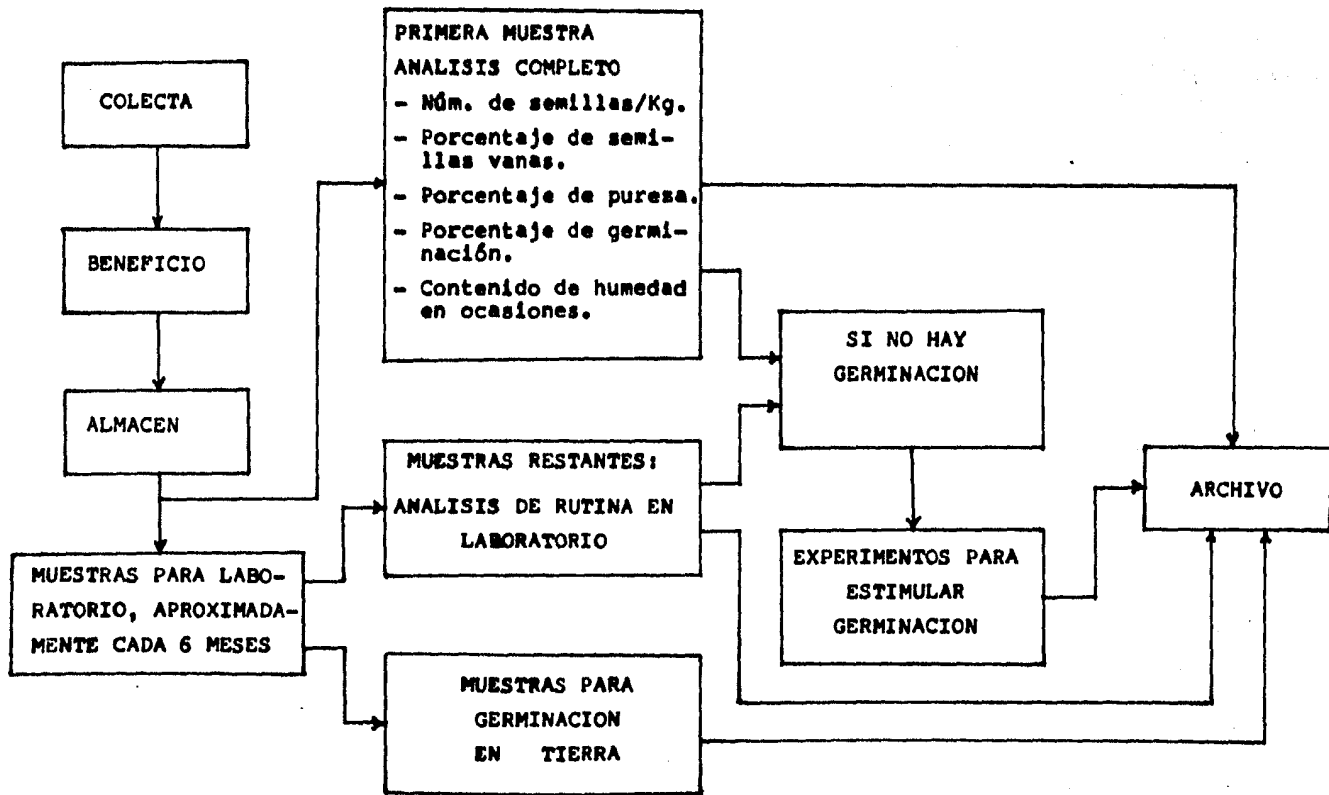 COLECTA
BENEFICIO
ALMACEN
MUESTRAS PARA LABO-
RATORIO, APROXIMADA-
MENTE CADA 6 MESES
PRIMERA MUESTRA
ANALISIS COMPLETO
- Núm. de semillas/Kg.
- Porcentaje de semi-
llas vanas.
- Porcentaje de puresa.
- Porcentaje de germi-
nación.
- Contenido de humedad
en ocasiones.
MUESTRAS RESTANTES:
ANALISIS DE RUTINA EN
LABORATORIO
MUESTRAS PARA
GERMINACION
EN TIERRA
SI NO HAY
GERMINACION
EXPERIMENTOS PARA
ESTIMULAR
GERMINACION
ARCHIVO